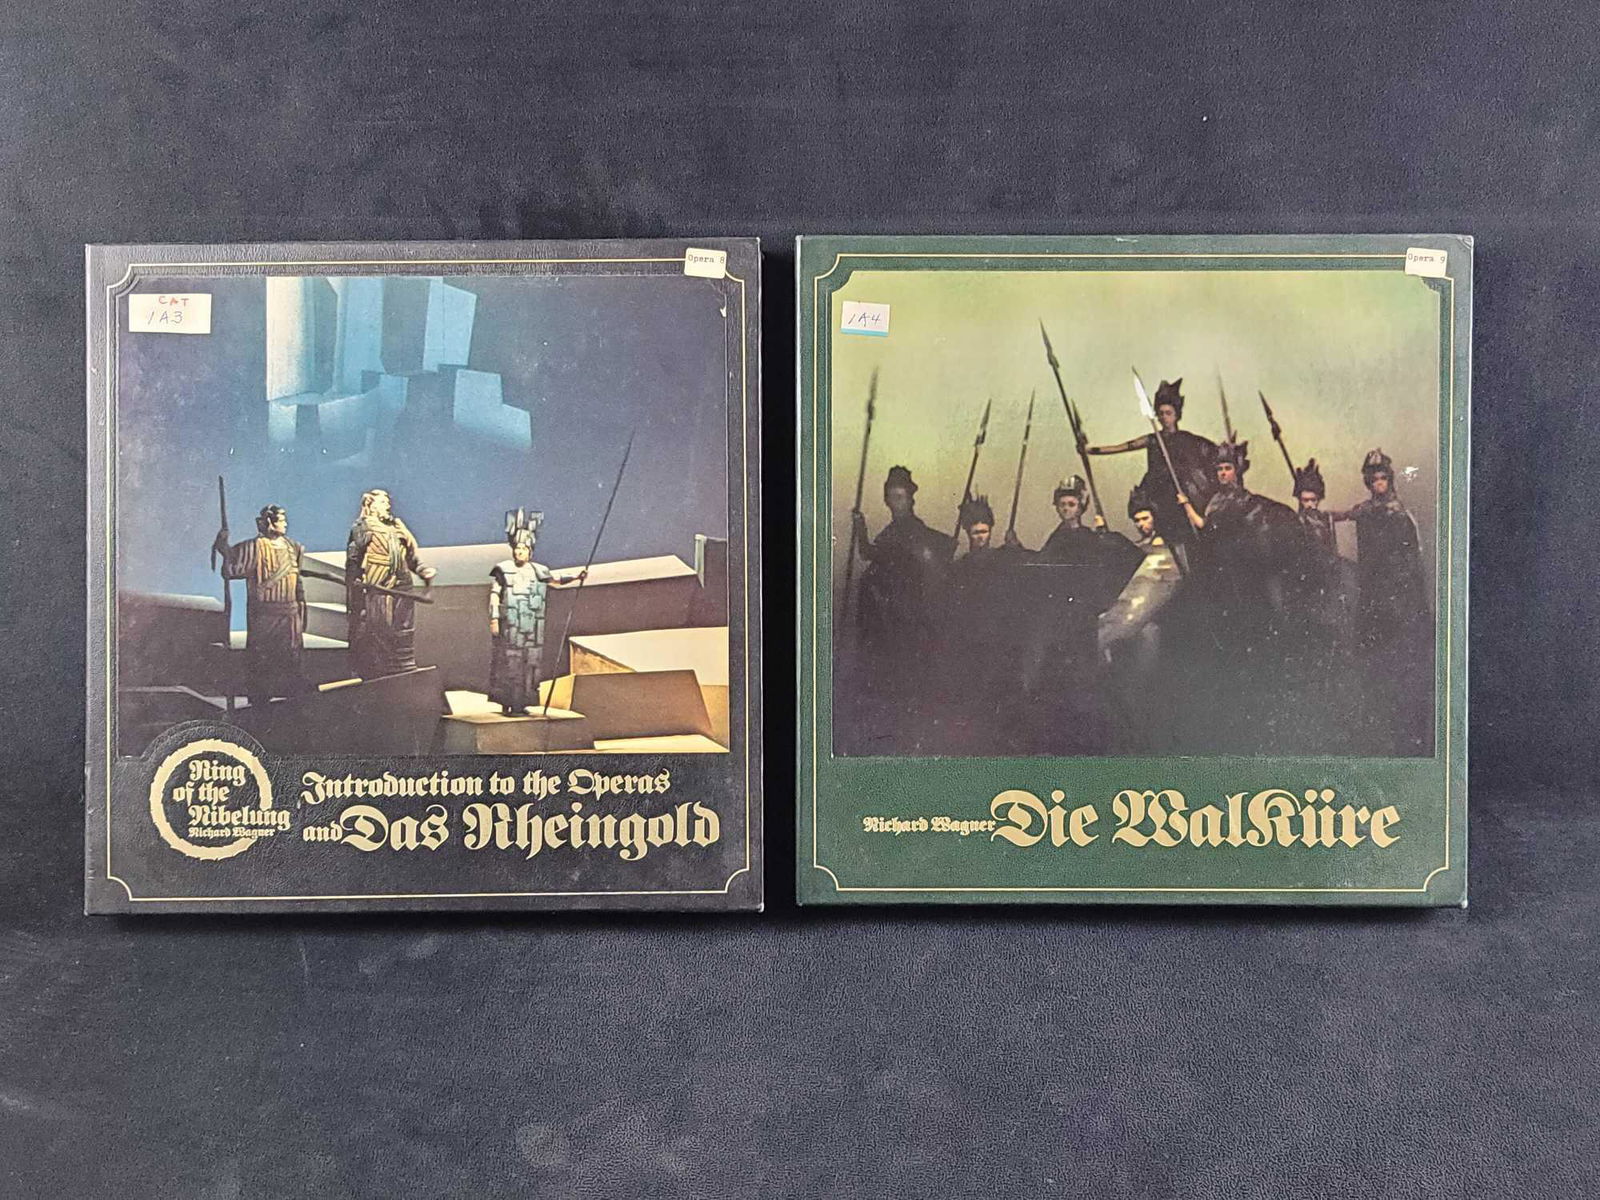 Opera 8
CAT
1A3
Ring
of the
Nibelung
Richard Wagner
Introduction to the Operas
and Das Rheingold
Opera 9
1A4
Richard Wagner Die WalKüre